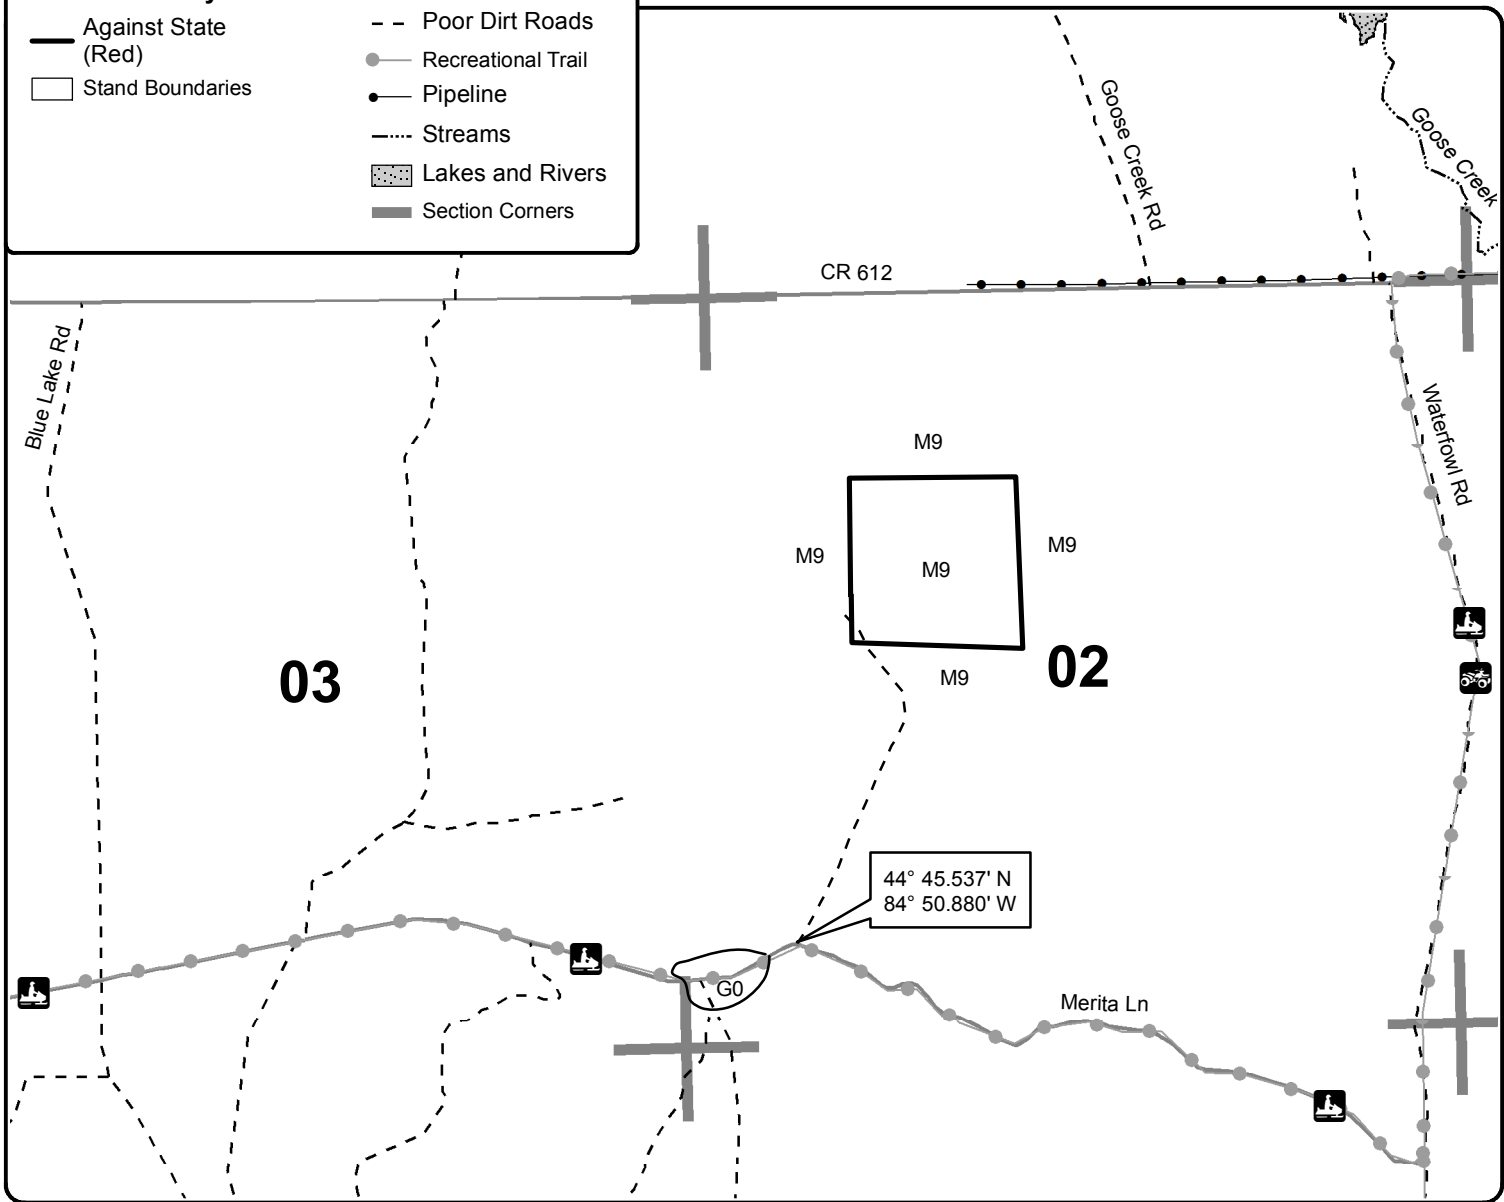 Against State
(Red)
Stand Boundaries
Poor Dirt Roads
Recreational Trail
Pipeline
Streams
Lakes and Rivers
Section Corners
Goose Creek Rd
Goose Creek
CR 612
Blue Lake Rd
Waterfowl Rd
M9
M9
M9
M9
M9
03
02
44° 45.537' N
84° 50.880' W
G0
Merita Ln